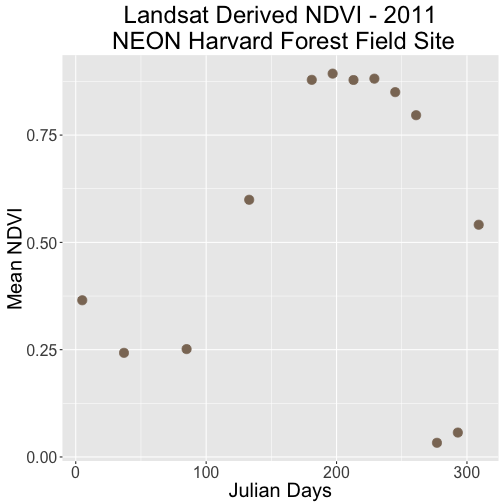 Landsat Derived NDVI - 2011
NEON Harvard Forest Field Site
Mean NDVI
0.75
0.50
0.25
0.00
0 100 200 300
Julian Days